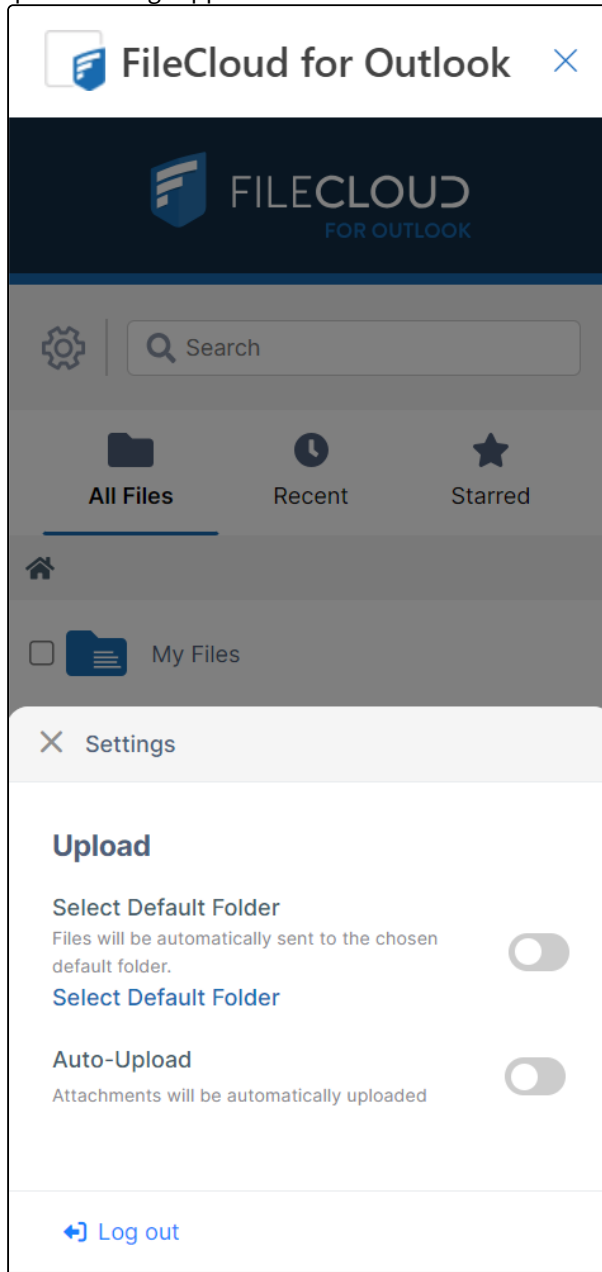 FileCloud for Outlook
FILECLOUD
FOR OUTLOOK
Search
All Files
Recent
Starred
My Files
Settings
Upload
Select Default Folder
Files will be automatically sent to the chosen
default folder.
Select Default Folder
Auto-Upload
Attachments will be automatically uploaded
Log out